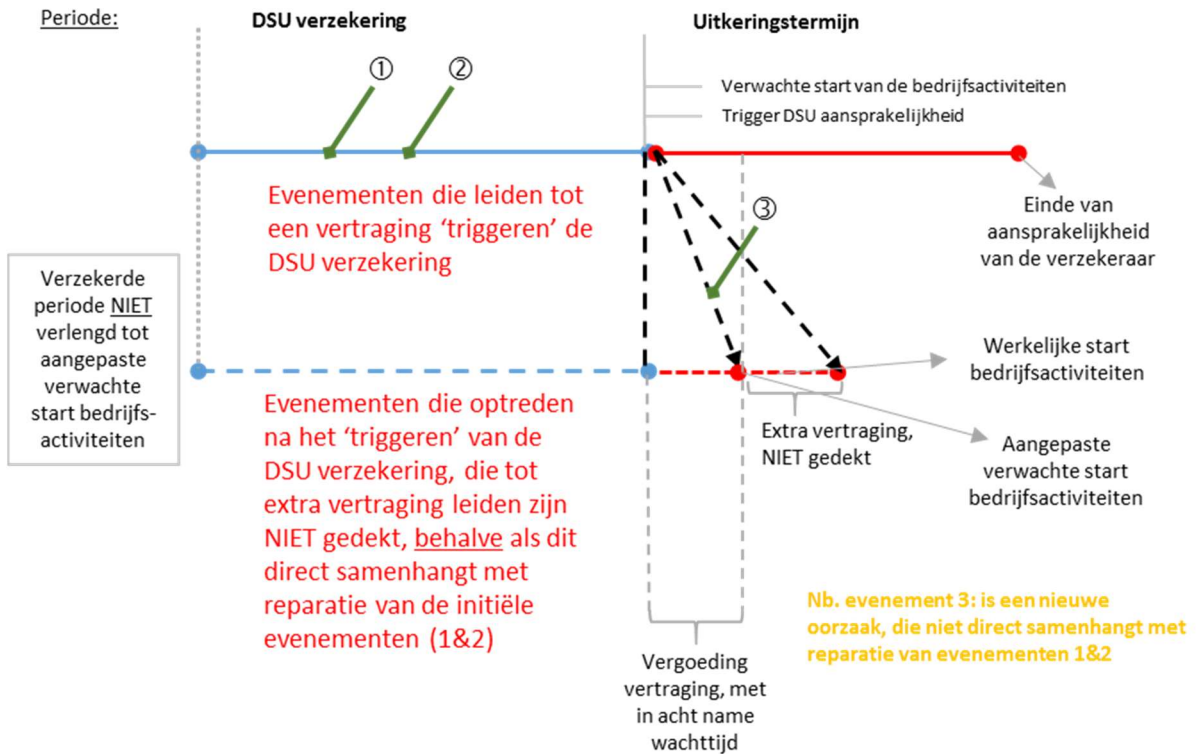 Periode:
DSU verzekering
Uitkeringstermijn
①
②
Verwachte start van de bedrijfsactiviteiten
Trigger DSU aansprakelijkheid
Evenementen die leiden tot
een vertraging ‘triggeren’ de
DSU verzekering
③
Einde van
aansprakelijkheid
van de verzekeraar
Verzekerde
periode NIET
verlengd tot
aangepaste
verwachte
start bedrijfs-
activiteiten
Werkelijke start
bedrijfsactiviteiten
Evenementen die optreden
na het ‘triggeren’ van de
DSU verzekering, die tot
extra vertraging leiden zijn
NIET gedekt, behalve als dit
direct samenhangt met
reparatie van de initiële
evenementen (1&2)
Extra vertraging,
NIET gedekt
Aangepaste
verwachte start
bedrijfsactiviteiten
Nb. evenement 3: is een nieuwe
oorzaak, die niet direct samenhangt met
reparatie van evenementen 1&2
Vergoeding
vertraging, met
in acht name
wachttijd